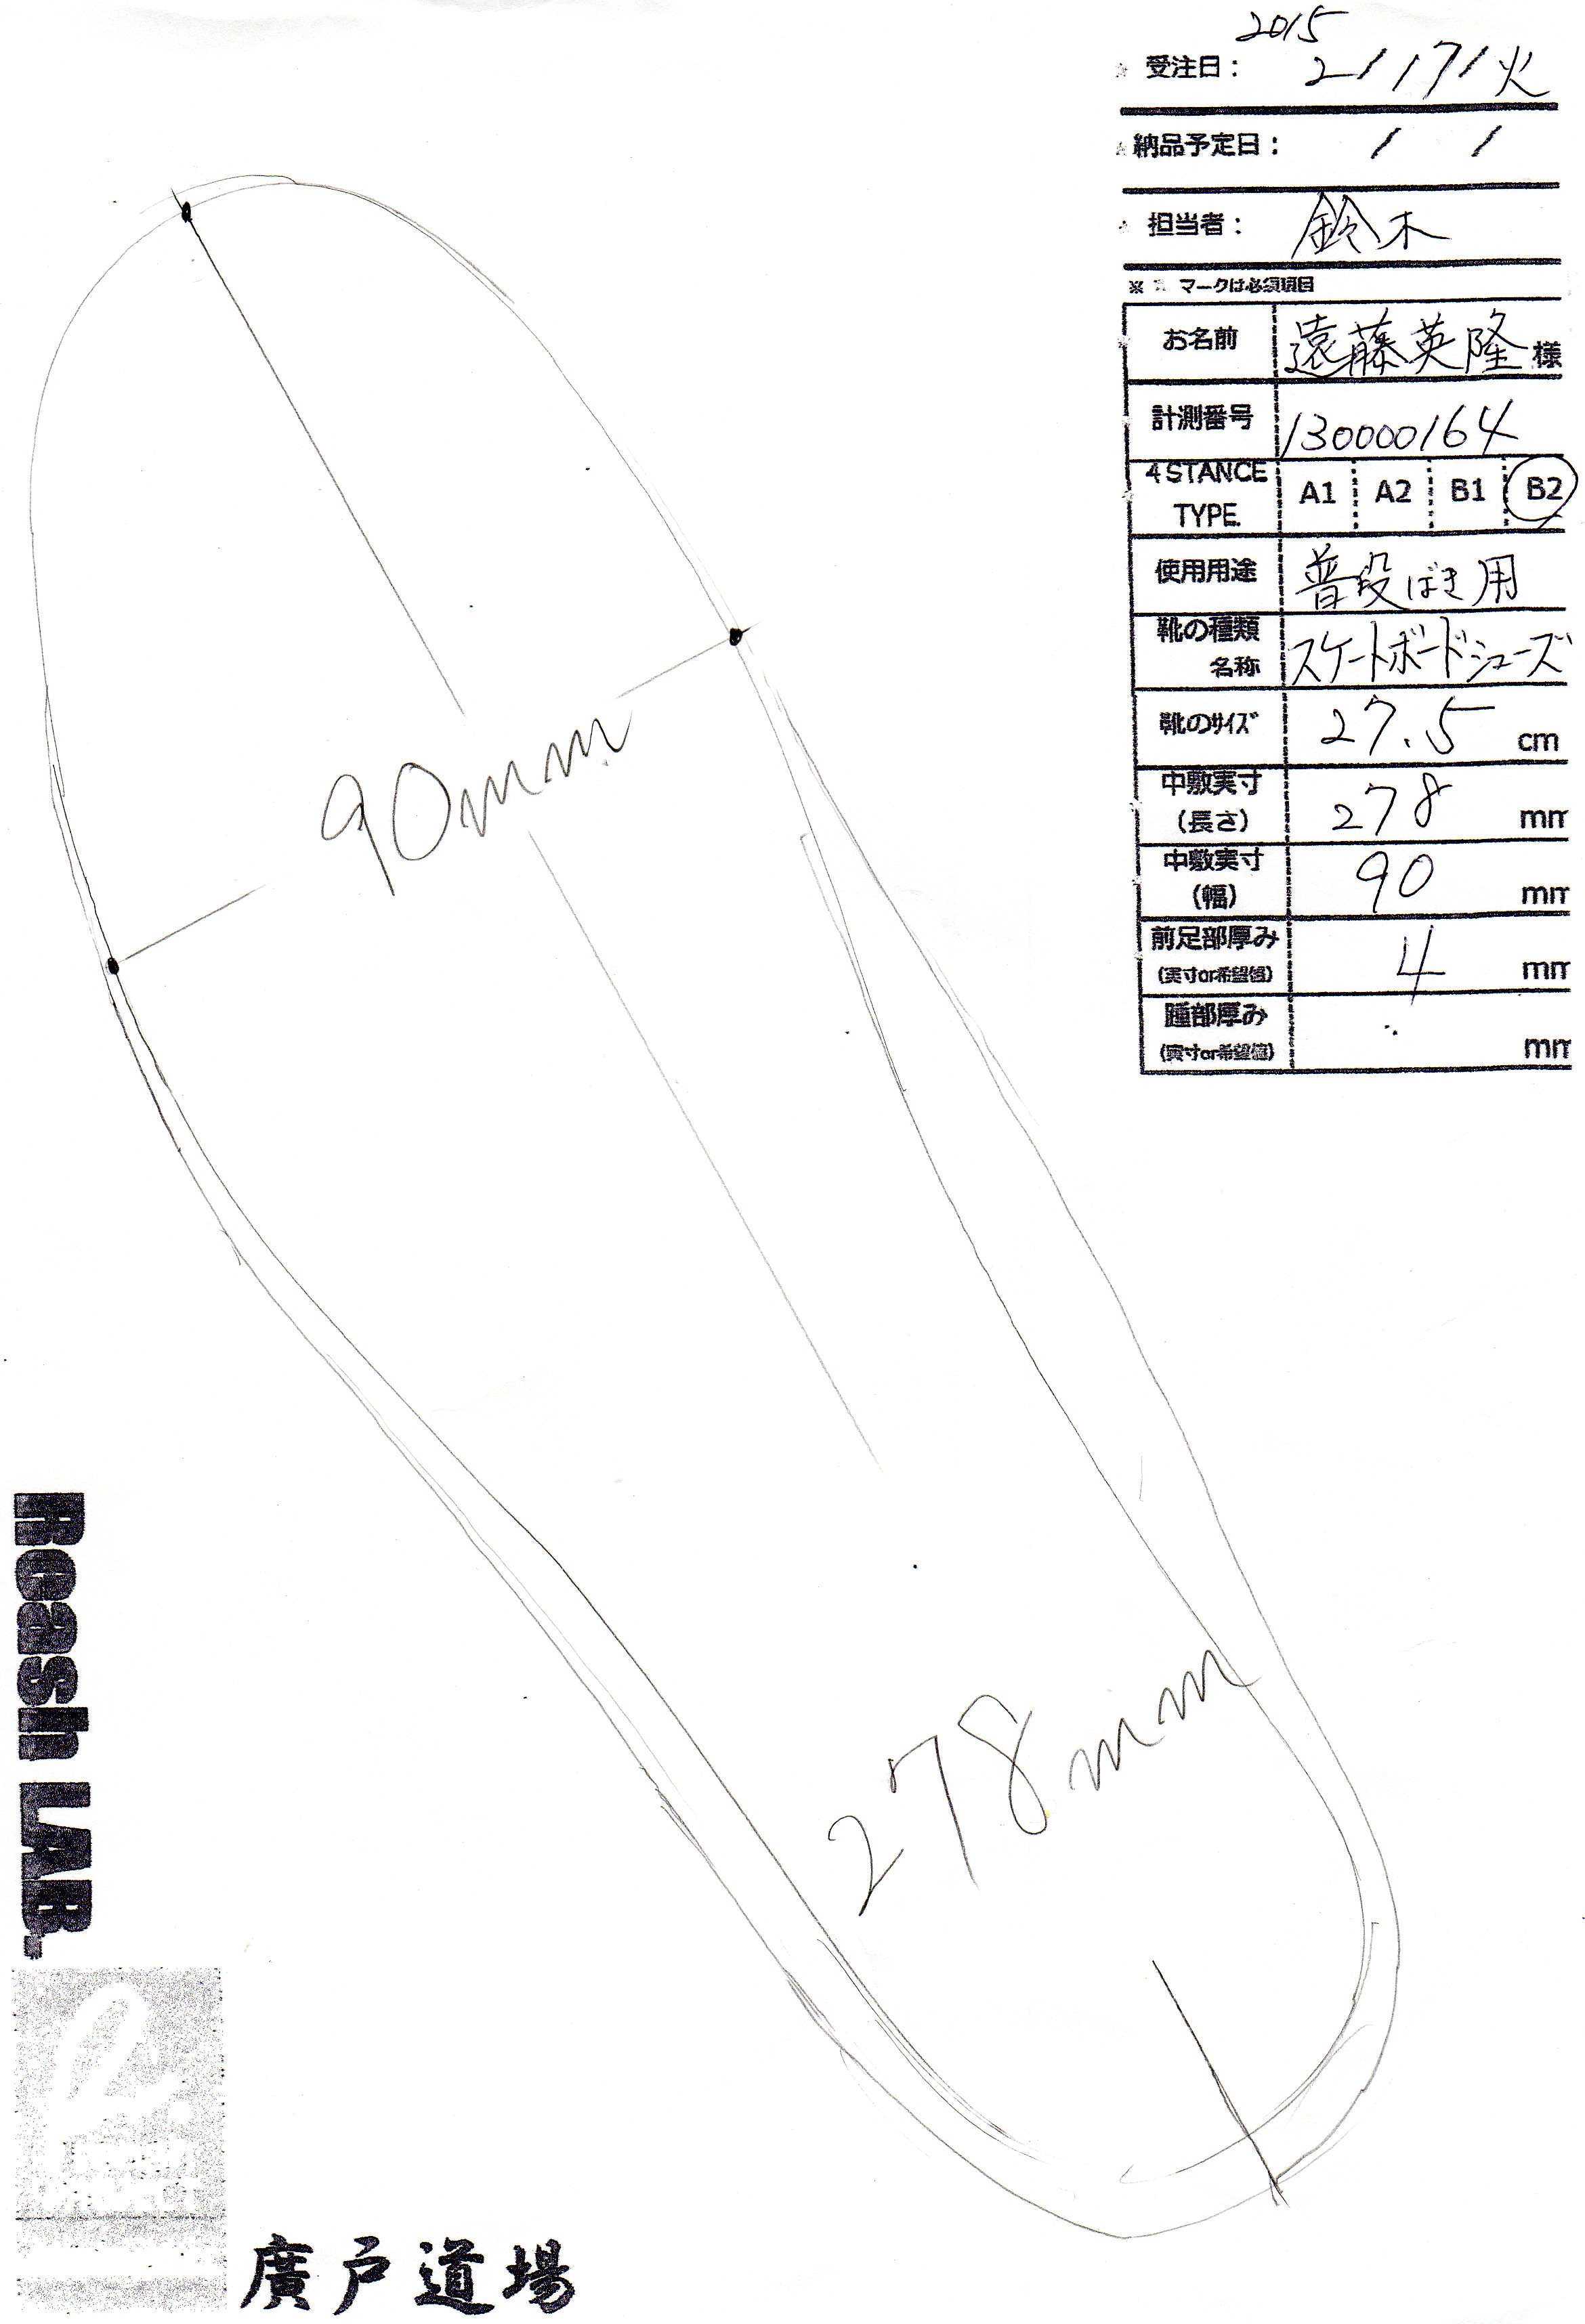 2015
☆ 受注日: 2/17/火
☆ 納品予定日: / /
☆ 担当者: 鈴木
※ ☆ マークは必須項目
お名前 遠藤英隆 様
計測番号 130000164
4STANCE TYPE. A1 A2 B1 B2
使用用途 普段ばき用
靴の種類 名称 スケートボードシューズ
靴のサイズ 27.5 cm
中敷実寸 (長さ) 278 mm
中敷実寸 (幅) 90 mm
前足部厚み (実寸or希望値) 4 mm
踵部厚み (実寸or希望値) mm
90mm
278mm
Reash LAB.
廣戸道場